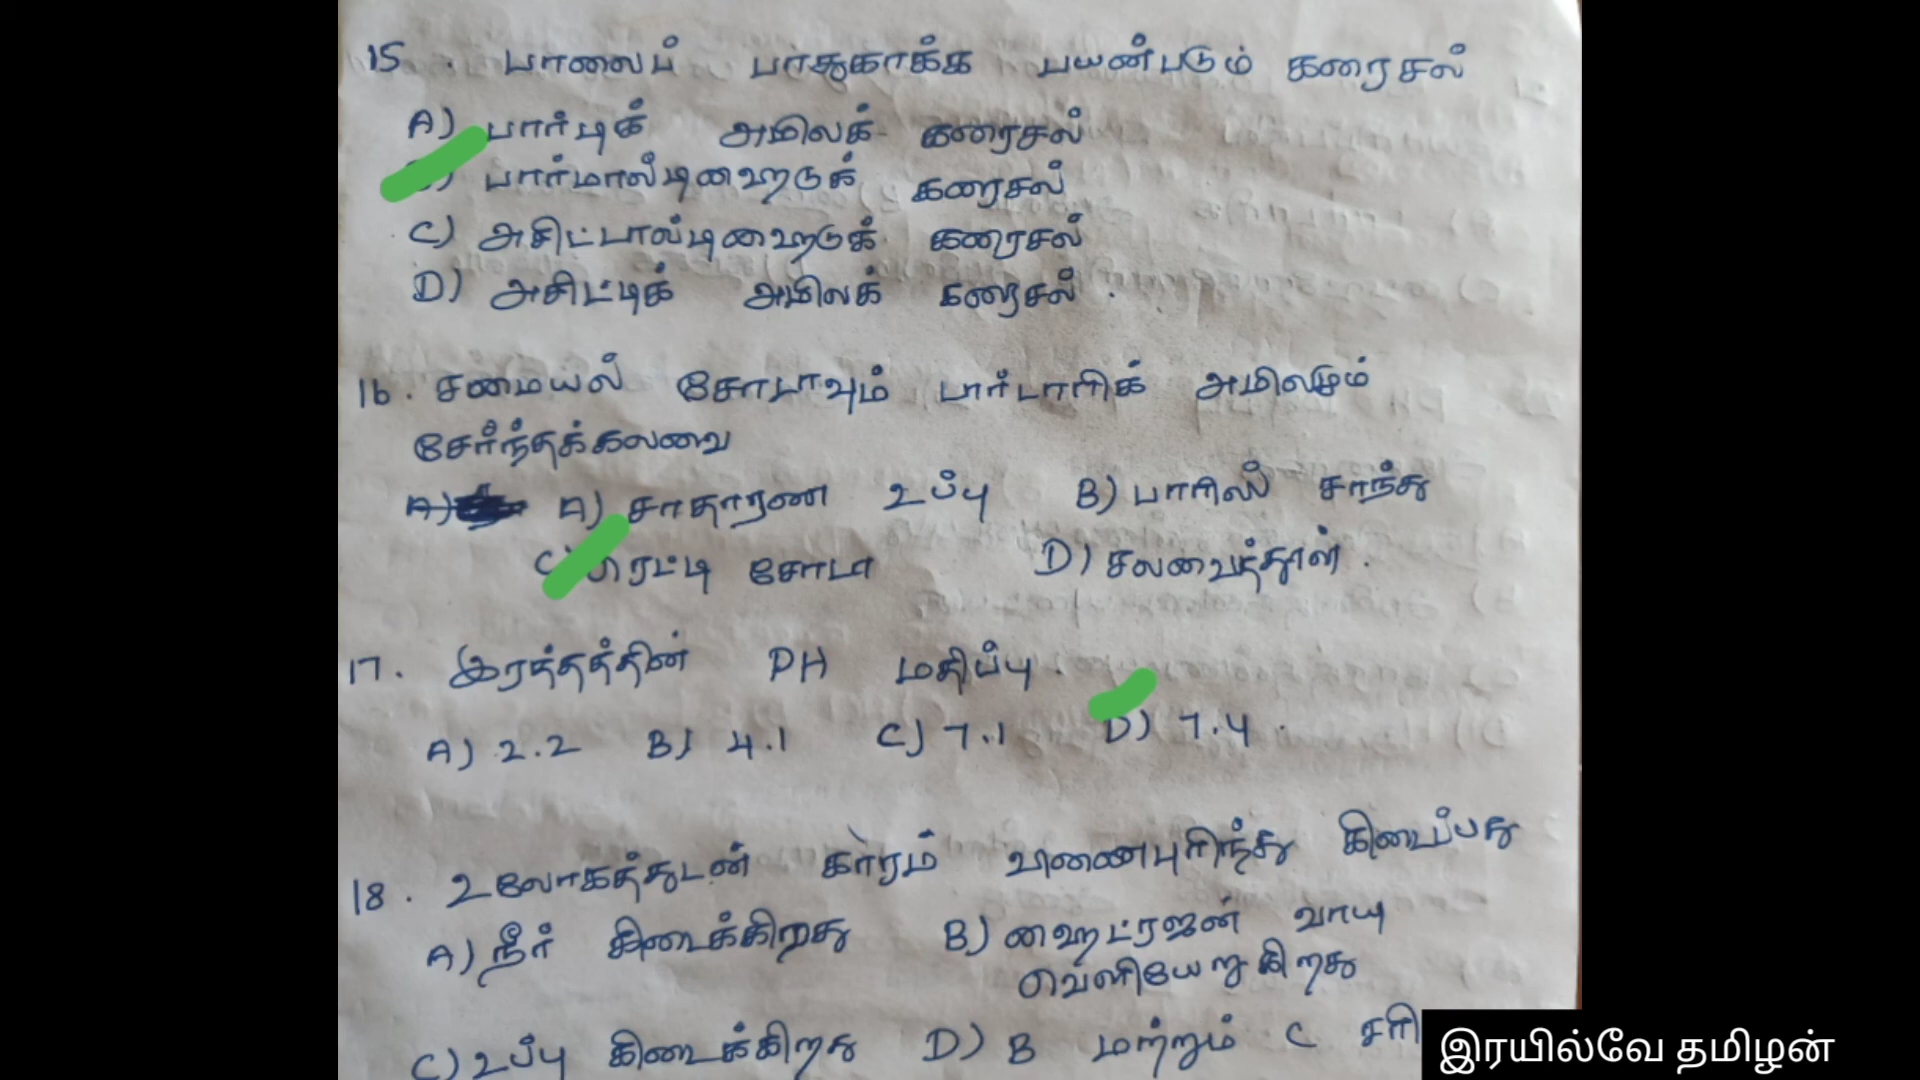 15. பாலைப் பாதுகாக்க பயன்படும் கரைசல்
A) பார்டிக் அமிலக் கரைசல்
B) பார்மால்டிஹைடுக் கரைசல்
C) அசிட்டால்டிஹைடுக் கரைசல்
D) அசிட்டிக் அமிலக் கரைசல்.
16. சமையல் சோடாவும் டார்டாரிக் அமிலமும்
சேர்ந்தக்கலவை
A) A) சாதாரண உப்பு B) பாரிஸ் சாந்து
C) ரொட்டி சோடா D) சலவைத்தூள்.
17. இரத்தத்தின் PH மதிப்பு.
A) 2.2 B) 4.1 C) 7.1 D) 7.4.
18. உலோகத்துடன் காரம் வினைபுரிந்து கிடைப்பது
A) நீர் கிடைக்கிறது B) ஹைட்ரஜன் வாயு
வெளியேறுகிறது
C) உப்பு கிடைக்கிறது D) B மற்றும் C சரி
இரயில்வே தமிழன்